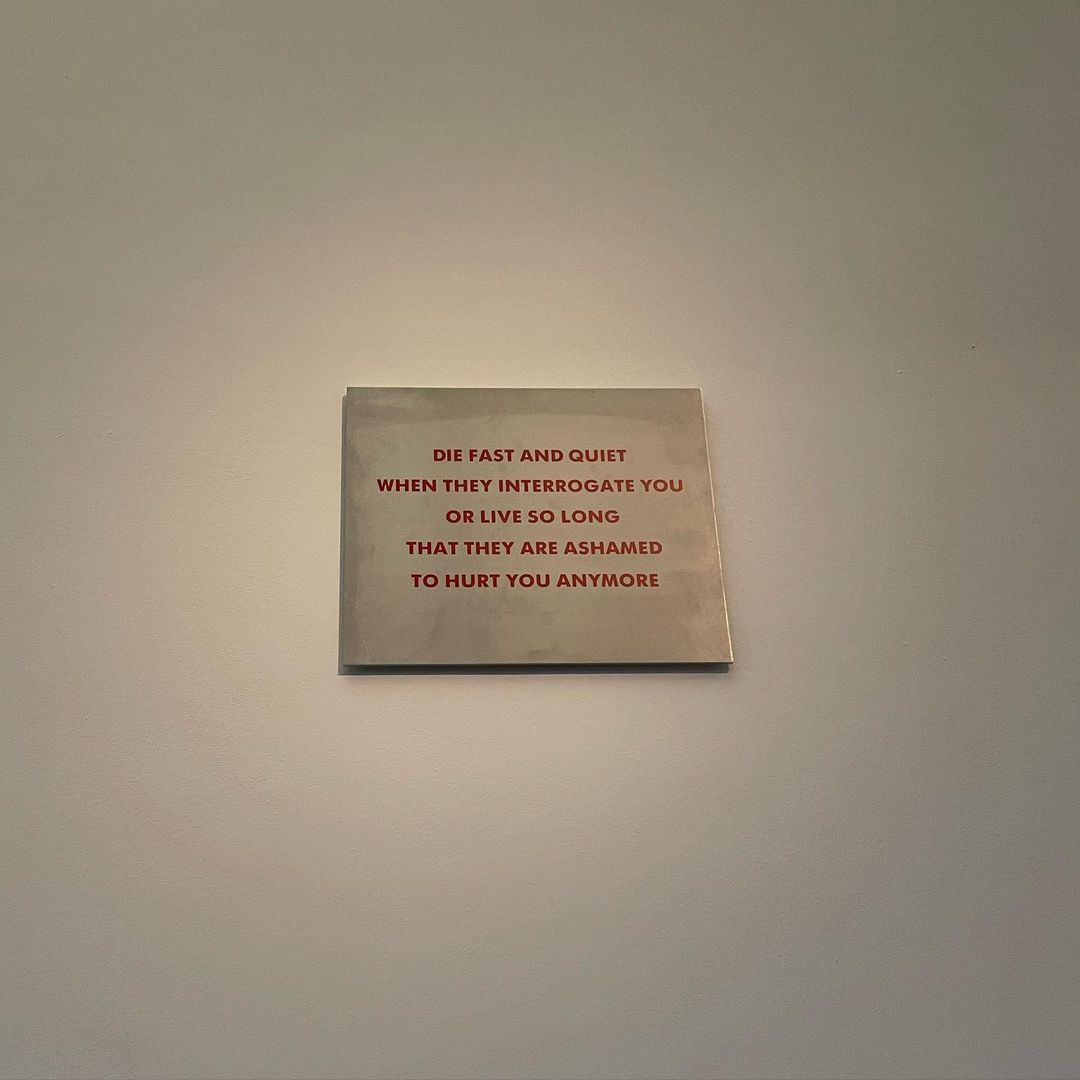 DIE FAST AND QUIET
WHEN THEY INTERROGATE YOU
OR LIVE SO LONG
THAT THEY ARE ASHAMED
TO HURT YOU ANYMORE